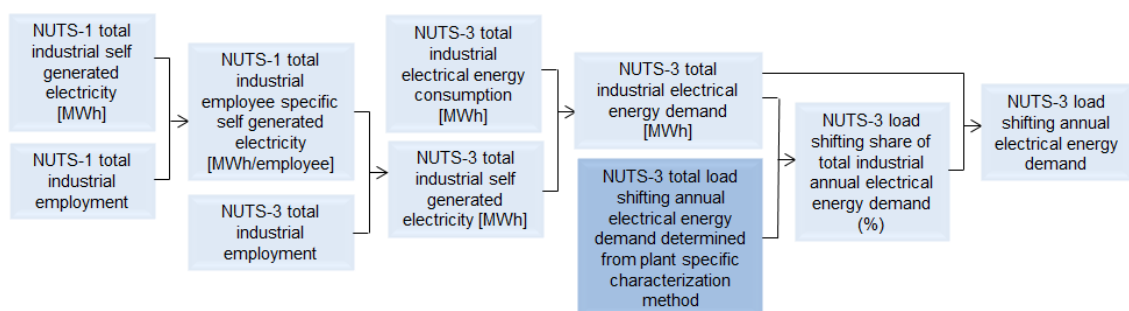 NUTS-1 total
industrial self
generated
electricity
[MWh]
NUTS-1 total
industrial
employment
NUTS-1 total
industrial
employee specific
self generated
electricity
[MWh/employee]
NUTS-3 total
industrial
employment
NUTS-3 total
industrial
electrical energy
consumption
[MWh]
NUTS-3 total
industrial self
generated
electricity [MWh]
NUTS-3 total
industrial electrical
energy demand
[MWh]
NUTS-3 total load
shifting annual
electrical energy
demand determined
from plant specific
characterization
method
NUTS-3 load
shifting share of
total industrial
annual electrical
energy demand
(%)
NUTS-3 load
shifting annual
electrical energy
demand